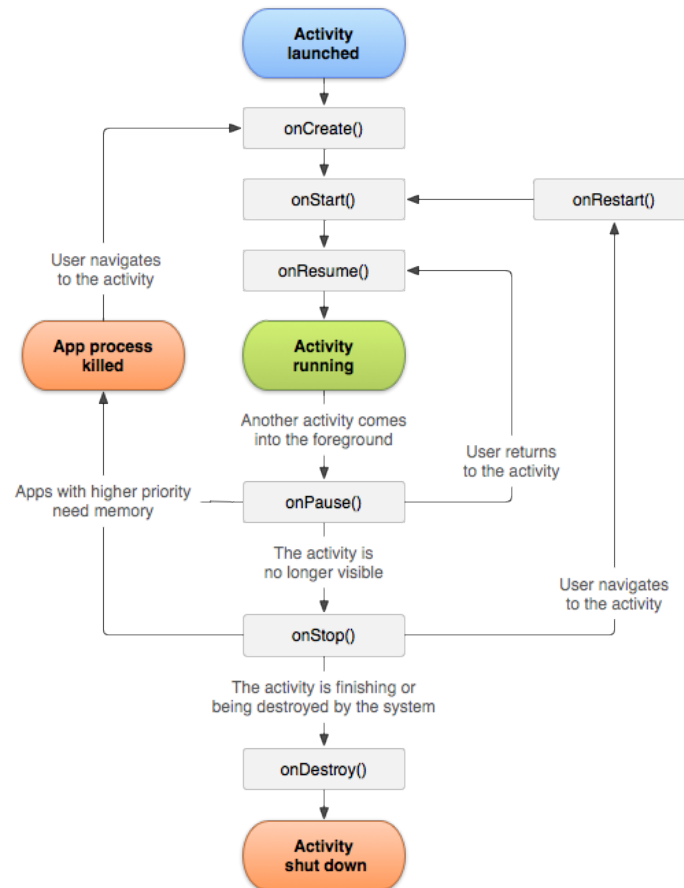 Activity
launched
onCreate()
onStart()
onRestart()
User navigates
to the activity
onResume()
App process
killed
Activity
running
Another activity comes
into the foreground
User returns
to the activity
Apps with higher priority
need memory
onPause()
The activity is
no longer visible
User navigates
to the activity
onStop()
The activity is finishing or
being destroyed by the system
onDestroy()
Activity
shut down